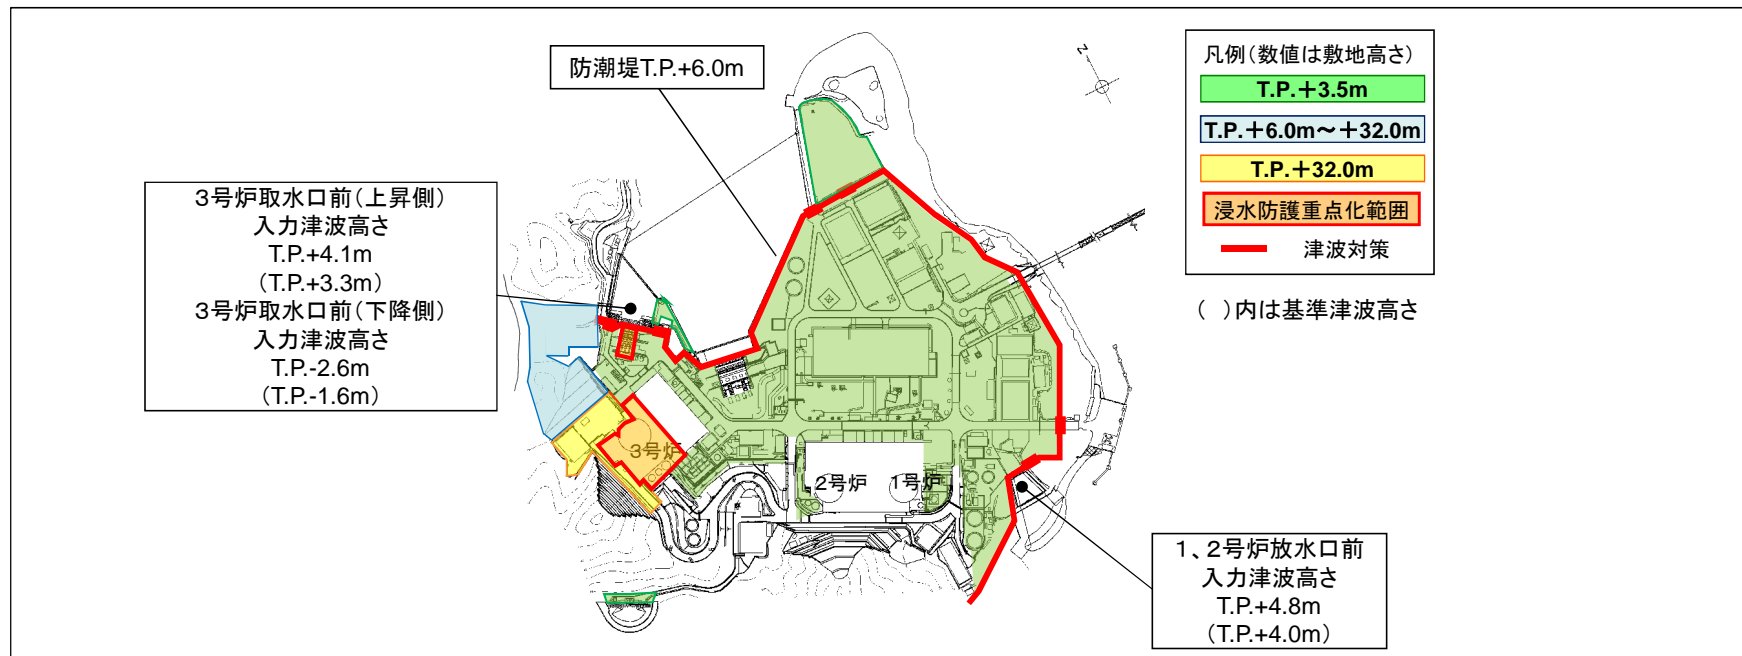 防潮堤T.P.+6.0m
Z
凡例(数値は敷地高さ)
T.P.＋3.5m
T.P.＋6.0m～＋32.0m
T.P.＋32.0m
浸水防護重点化範囲
津波対策
(　)内は基準津波高さ
３号炉取水口前(上昇側)
入力津波高さ
T.P.+4.1m
(T.P.+3.3m)
３号炉取水口前(下降側)
入力津波高さ
T.P.-2.6m
(T.P.-1.6m)
３号炉
２号炉
１号炉
１、２号炉放水口前
入力津波高さ
T.P.+4.8m
(T.P.+4.0m)